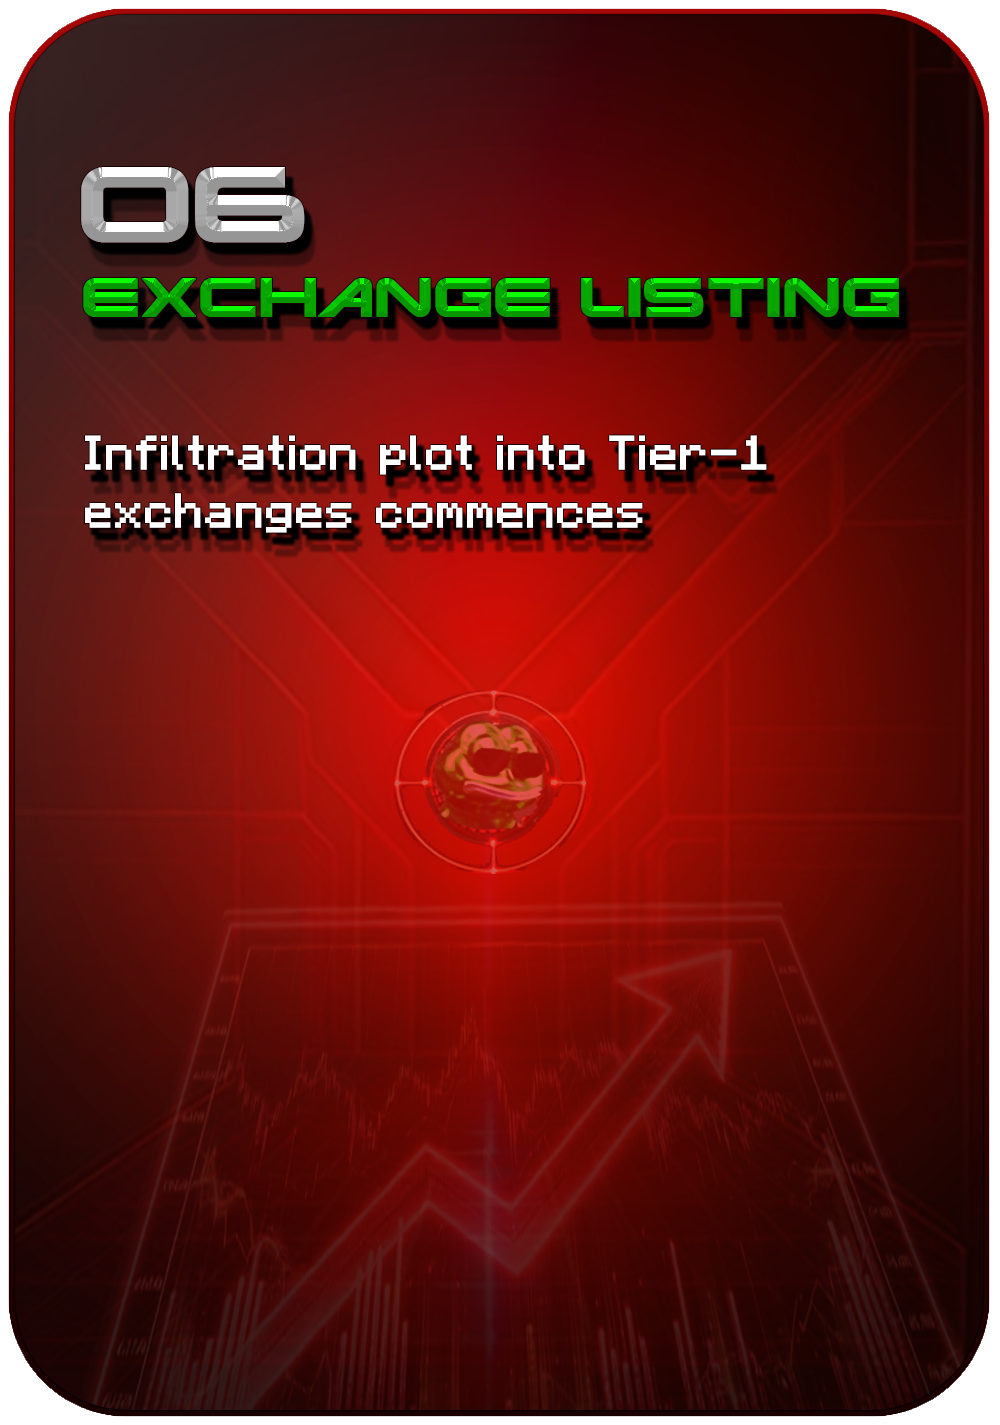 06
EXCHANGE LISTING
Infiltration plot into Tier-1
exchanges commences